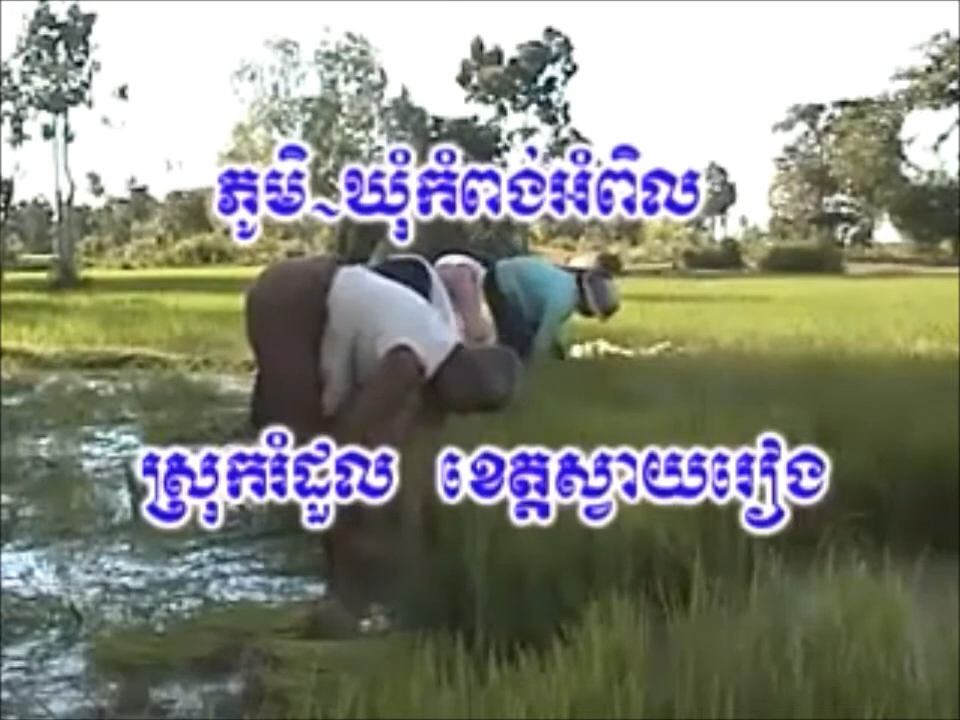 ភូមិ~ឃុំកំពង់អំពិល
ស្រុករំដួល ខេត្តស្វាយរៀង